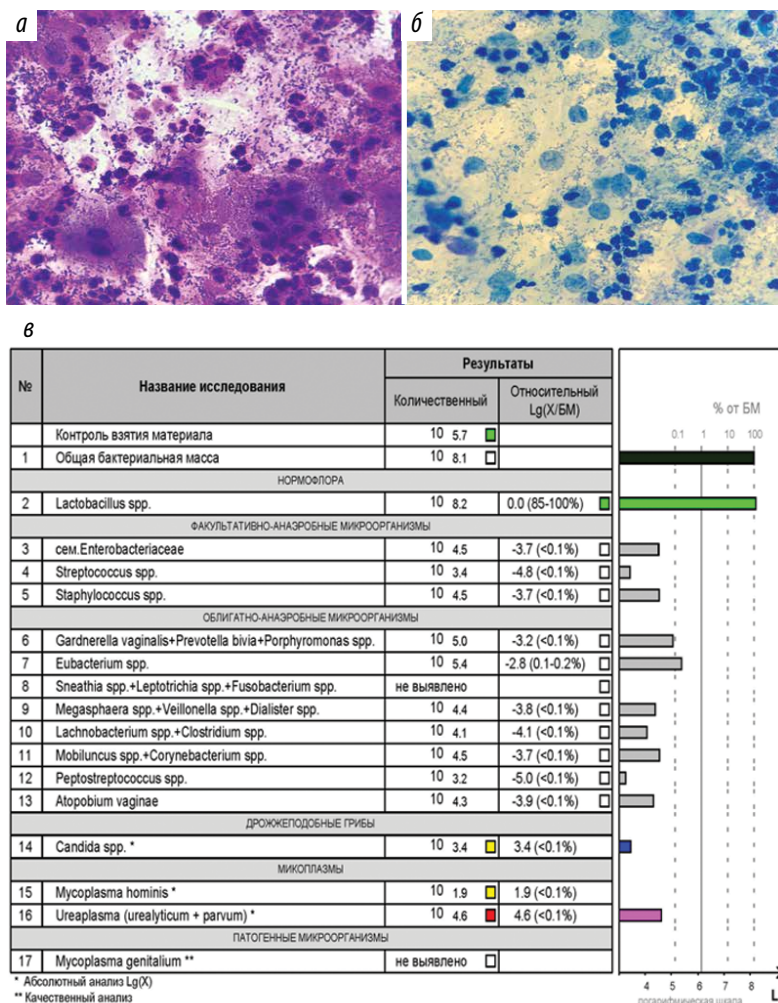 а
б
в
№ Название исследования Результаты
Количественный Относительный Lg(X/БМ) % от БМ
0.1 1 10 100
Контроль взятия материала 10 5.7
1 Общая бактериальная масса 10 8.1
НОРМОФЛОРА
2 Lactobacillus spp. 10 8.2 0.0 (85-100%)
ФАКУЛЬТАТИВНО-АНАЭРОБНЫЕ МИКРООРГАНИЗМЫ
3 сем.Enterobacteriaceae 10 4.5 -3.7 (<0.1%)
4 Streptococcus spp. 10 3.4 -4.8 (<0.1%)
5 Staphylococcus spp. 10 4.5 -3.7 (<0.1%)
ОБЛИГАТНО-АНАЭРОБНЫЕ МИКРООРГАНИЗМЫ
6 Gardnerella vaginalis+Prevotella bivia+Porphyromonas spp. 10 5.0 -3.2 (<0.1%)
7 Eubacterium spp. 10 5.4 -2.8 (0.1-0.2%)
8 Sneathia spp.+Leptotrichia spp.+Fusobacterium spp. не выявлено
9 Megasphaera spp.+Veillonella spp.+Dialister spp. 10 4.4 -3.8 (<0.1%)
10 Lachnobacterium spp.+Clostridium spp. 10 4.1 -4.1 (<0.1%)
11 Mobiluncus spp.+Corynebacterium spp. 10 4.5 -3.7 (<0.1%)
12 Peptostreptococcus spp. 10 3.2 -5.0 (<0.1%)
13 Atopobium vaginae 10 4.3 -3.9 (<0.1%)
ДРОЖЖЕПОДОБНЫЕ ГРИБЫ
14 Candida spp. * 10 3.4 3.4 (<0.1%)
МИКОПЛАЗМЫ
15 Mycoplasma hominis * 10 1.9 1.9 (<0.1%)
16 Ureaplasma (urealyticum + parvum) * 10 4.6 4.6 (<0.1%)
ПАТОГЕННЫЕ МИКРООРГАНИЗМЫ
17 Mycoplasma genitalium ** не выявлено
* Абсолютный анализ Lg(X)
4 5 6 7 8 L
** Качественный анализ
логарифмическая шкала